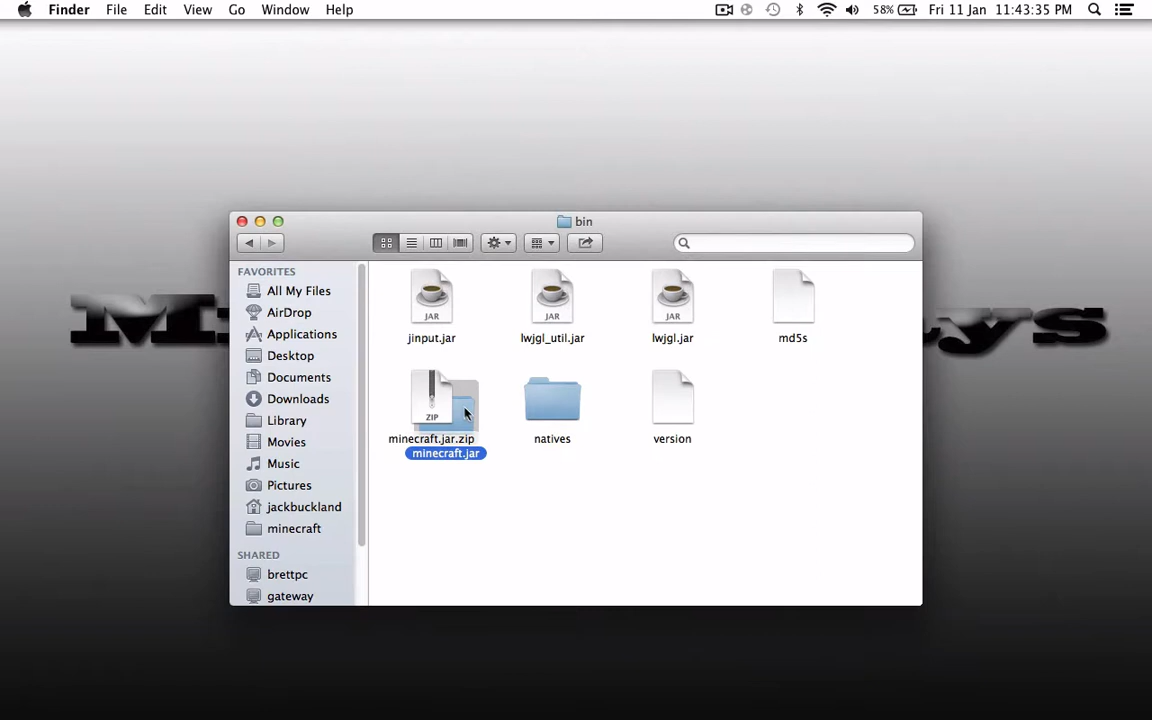 Finder File Edit View Go Window Help 58% Fri 11 Jan 11:43:35 PM
bin
FAVORITES
All My Files
AirDrop
Applications
Desktop
Documents
Downloads
Library
Movies
Music
Pictures
jackbuckland
minecraft
SHARED
brettpc
gateway
JAR JAR JAR
jinput.jar lwjgl_util.jar lwjgl.jar md5s
ZIP
minecraft.jar.zip natives version
minecraft.jar